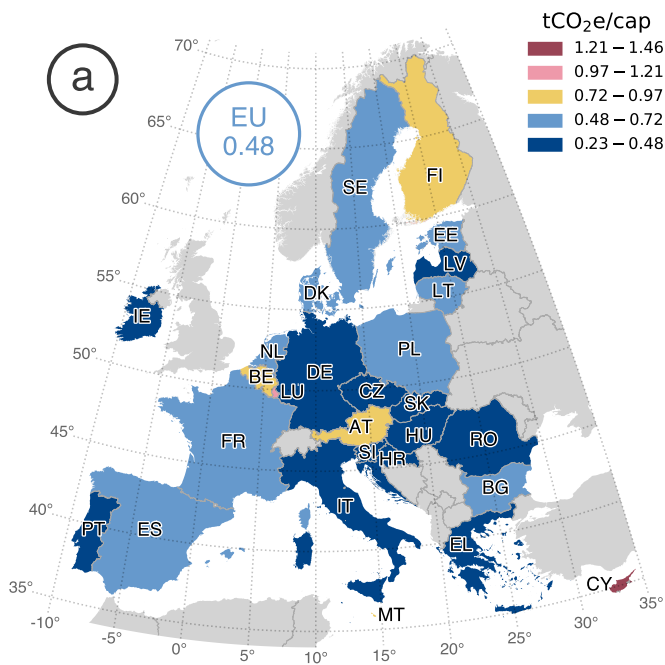 a
EU
0.48
tCO₂e/cap
1.21 – 1.46
0.97 – 1.21
0.72 – 0.97
0.48 – 0.72
0.23 – 0.48
70°
65°
60°
55°
50°
45°
40°
35°
-10°
-5°
0°
5°
10°
15°
20°
25°
30°
35°
FI
SE
EE
LV
LT
DK
IE
NL
PL
BE
DE
LU
CZ
SK
AT
HU
RO
FR
SI
HR
BG
IT
PT
ES
EL
CY
MT